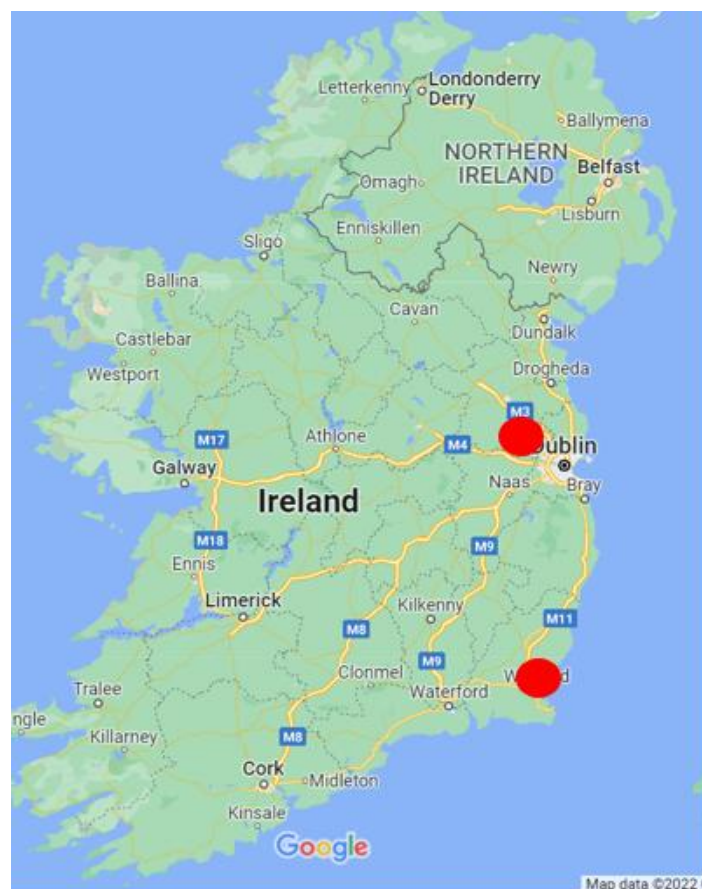 Londonderry
Derry
Letterkenny
Ballymena
NORTHERN
IRELAND
Belfast
Omagh
Lisburn
Enniskillen
Sligo
Newry
Ballina
Cavan
Dundalk
Castlebar
Westport
Drogheda
M3
M17
Athlone
M4
Galway
Naas
Bray
Ireland
M18
M9
Ennis
Limerick
Kilkenny
M11
M8
M9
Clonmel
Tralee
Waterford
Killarney
M8
Cork
Midleton
Kinsale
Google
Map data ©2022